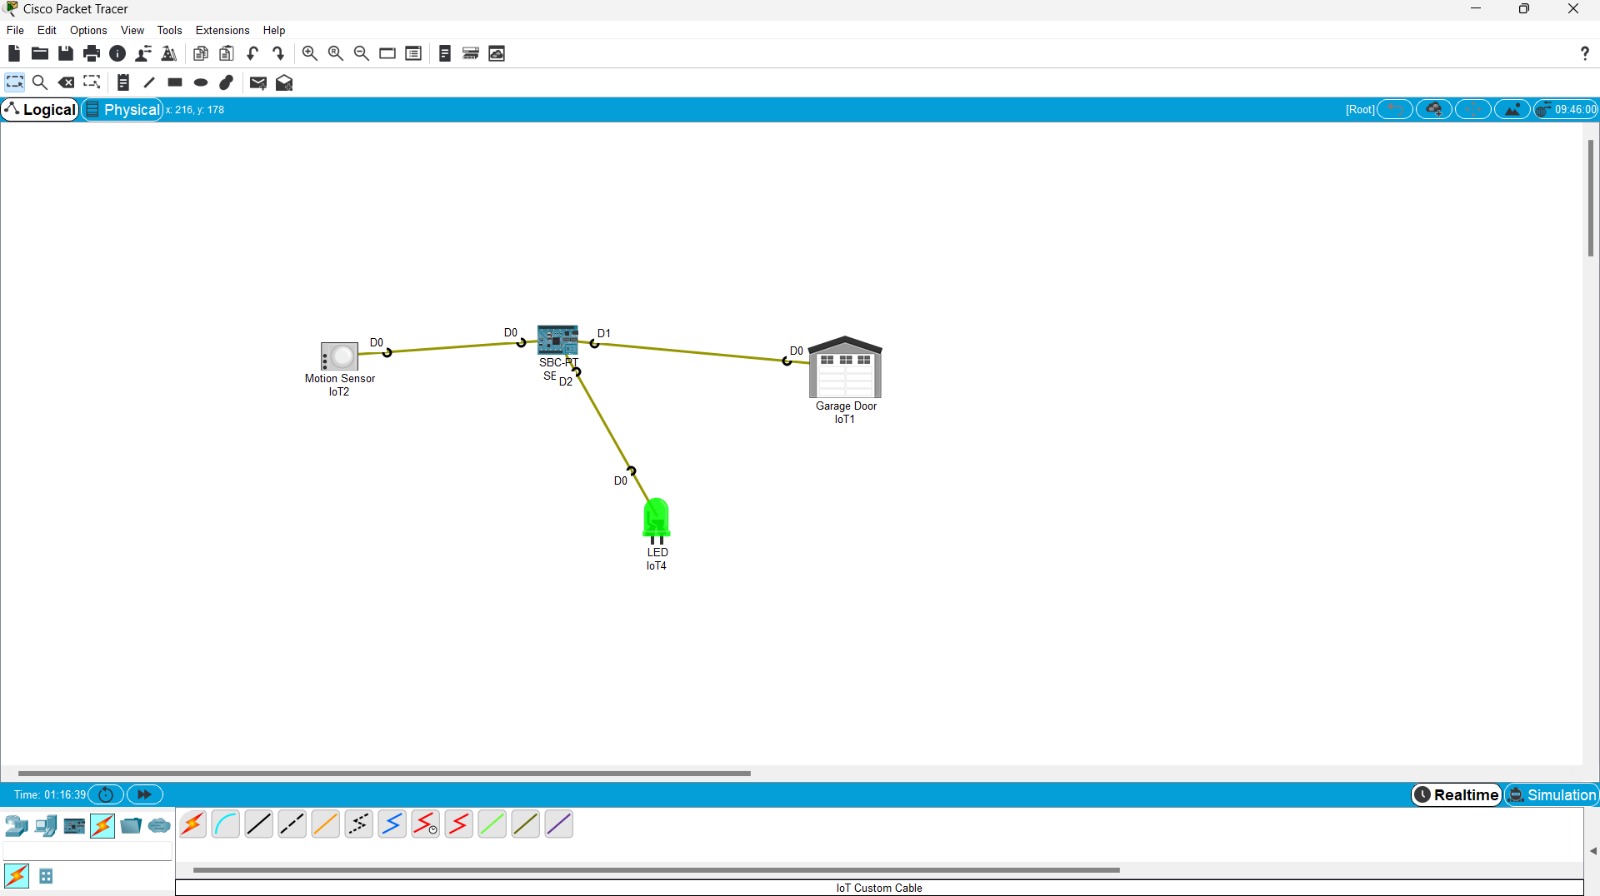 Cisco Packet Tracer
File Edit Options View Tools Extensions Help
?
Logical Physical x: 216, y: 178 [Root] 09:46:00
D0 D0 D1 D0
Motion Sensor
IoT2
SBC-PT
SE D2
Garage Door
IoT1
D0
LED
IoT4
Time: 01:16:39 Realtime Simulation
IoT Custom Cable